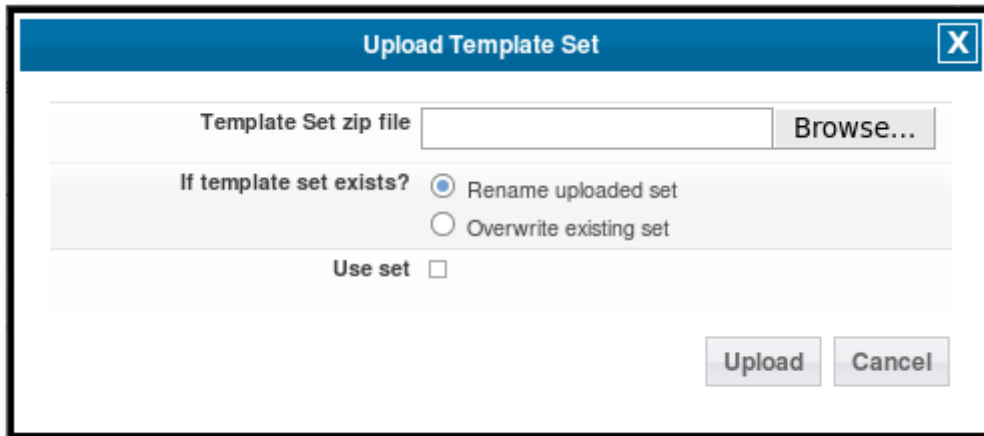 Upload Template Set X
Template Set zip file Browse...
If template set exists? Rename uploaded set
Overwrite existing set
Use set
Upload Cancel